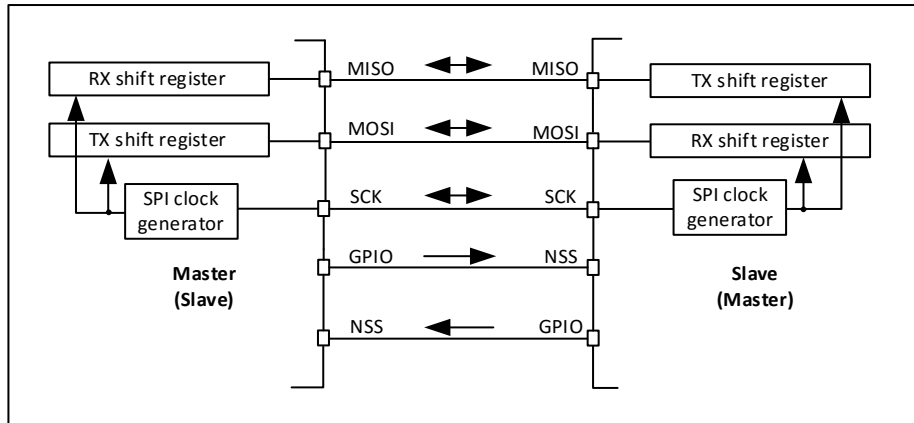 RX shift register
MISO
MISO
TX shift register
TX shift register
MOSI
MOSI
RX shift register
SPI clock
generator
SCK
SCK
SPI clock
generator
Master
(Slave)
GPIO
NSS
Slave
(Master)
NSS
GPIO